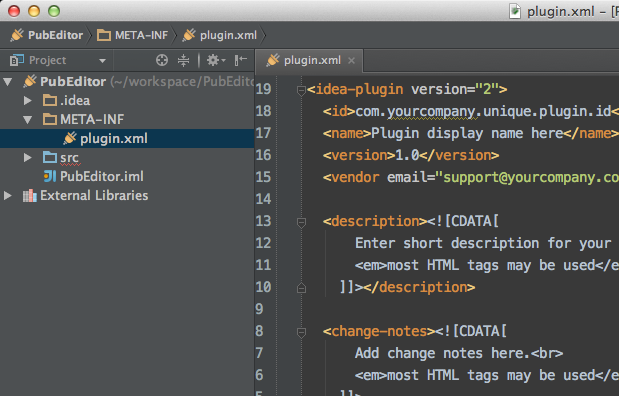 plugin.xml – [P
PubEditor META-INF plugin.xml
Project
plugin.xml
PubEditor (~/workspace/PubEdito
.idea
META-INF
plugin.xml
src
PubEditor.iml
External Libraries
19 <idea-plugin version="2">
18 <id>com.yourcompany.unique.plugin.id<
17 <name>Plugin display name here</name>
16 <version>1.0</version>
15 <vendor email="support@yourcompany.co
14
13 <description><![CDATA[
12 Enter short description for your
11 <em>most HTML tags may be used</e
10 ]]></description>
9
8 <change-notes><![CDATA[
7 Add change notes here.<br>
6 <em>most HTML tags may be used</e
]]>